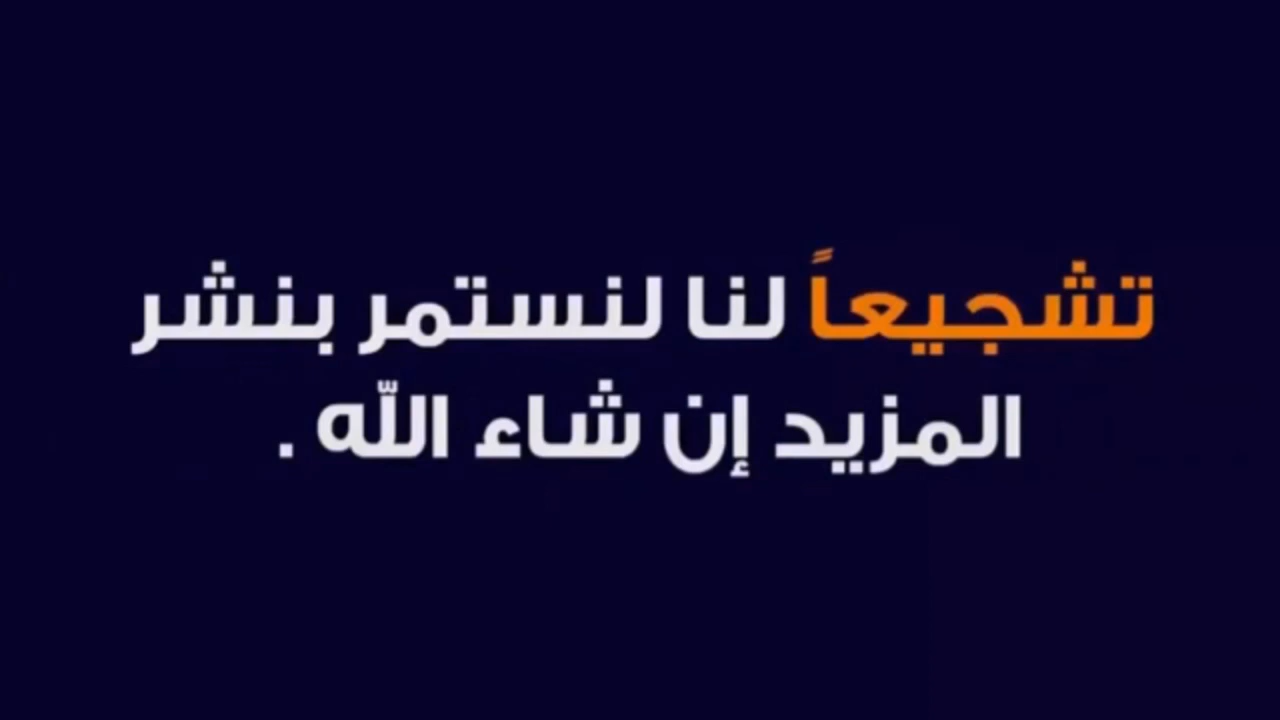 تشجيعاً لنا لنستمر بنشر
المزيد إن شاء الله .